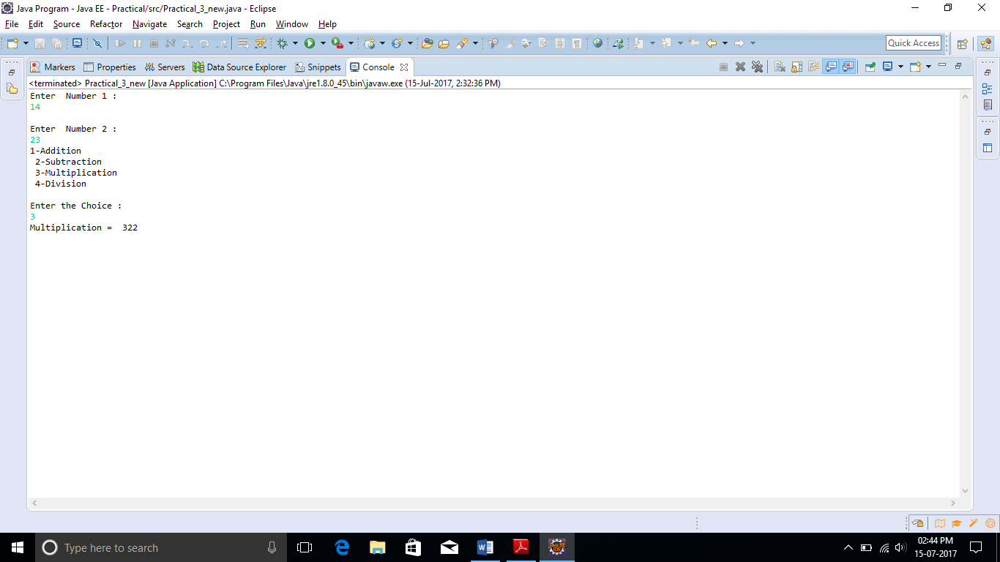 Java Program - Java EE - Practical/src/Practical_3_new.java - Eclipse
File Edit Source Refactor Navigate Search Project Run Window Help
Quick Access
Markers Properties Servers Data Source Explorer Snippets Console
<terminated> Practical_3_new [Java Application] C:\Program Files\Java\jre1.8.0_45\bin\javaw.exe (15-Jul-2017, 2:32:36 PM)
Enter  Number 1 :
14
Enter  Number 2 :
23
1-Addition
 2-Subtraction
 3-Multiplication
 4-Division
Enter the Choice :
3
Multiplication =  322
Type here to search
02:44 PM
15-07-2017